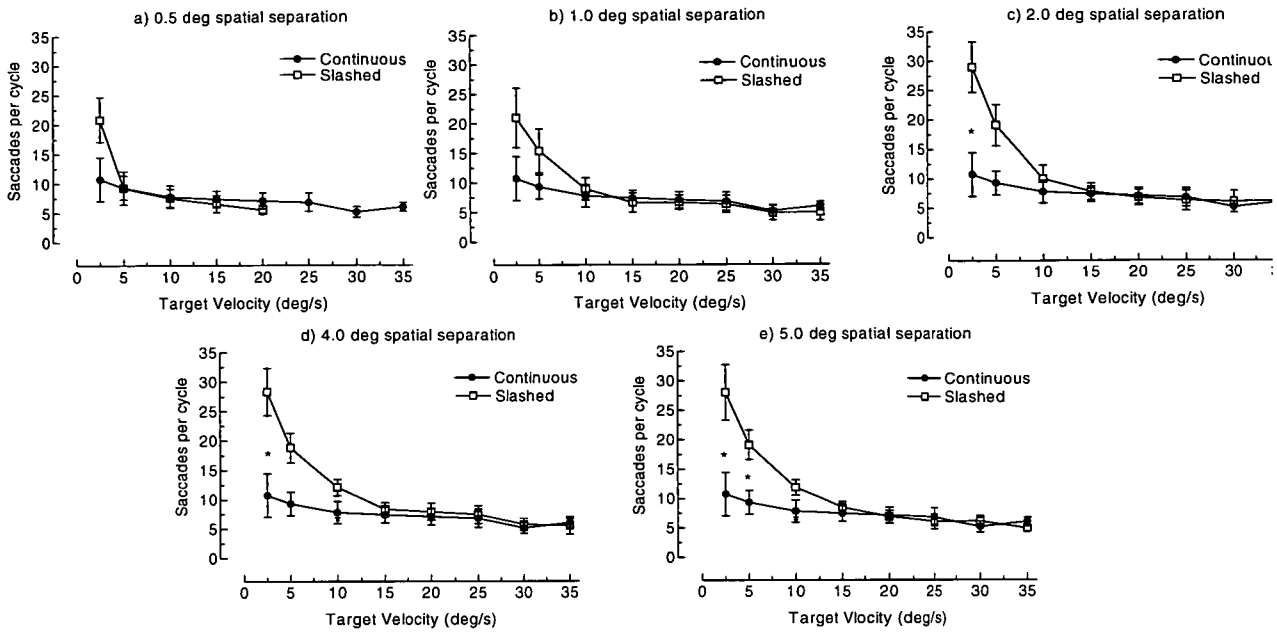 a) 0.5 deg spatial separation
35
30
25
20
15
10
5
0
Saccades per cycle
Continuous
Slashed
0 5 10 15 20 25 30 35
Target Velocity (deg/s)
b) 1.0 deg spatial separation
35
30
25
20
15
10
5
0
Saccades per cycle
Continuous
Slashed
0 5 10 15 20 25 30 35
Target Velocity (deg/s)
c) 2.0 deg spatial separation
35
30
25
20
15
10
5
0
Saccades per cycle
*
Slashed
0 5 10 15 20 25 30
Target Velocity (deg/s)
d) 4.0 deg spatial separation
35
30
25
20
15
10
5
0
Saccades per cycle
*
*
Continuous
Slashed
0 5 10 15 20 25 30 35
Target Velocity (deg/s)
e) 5.0 deg spatial separation
35
30
25
20
15
10
5
0
Saccades per cycle
*
*
*
Continuous
Slashed
0 5 10 15 20 25 30 35
Target Vlocity (deg/s)